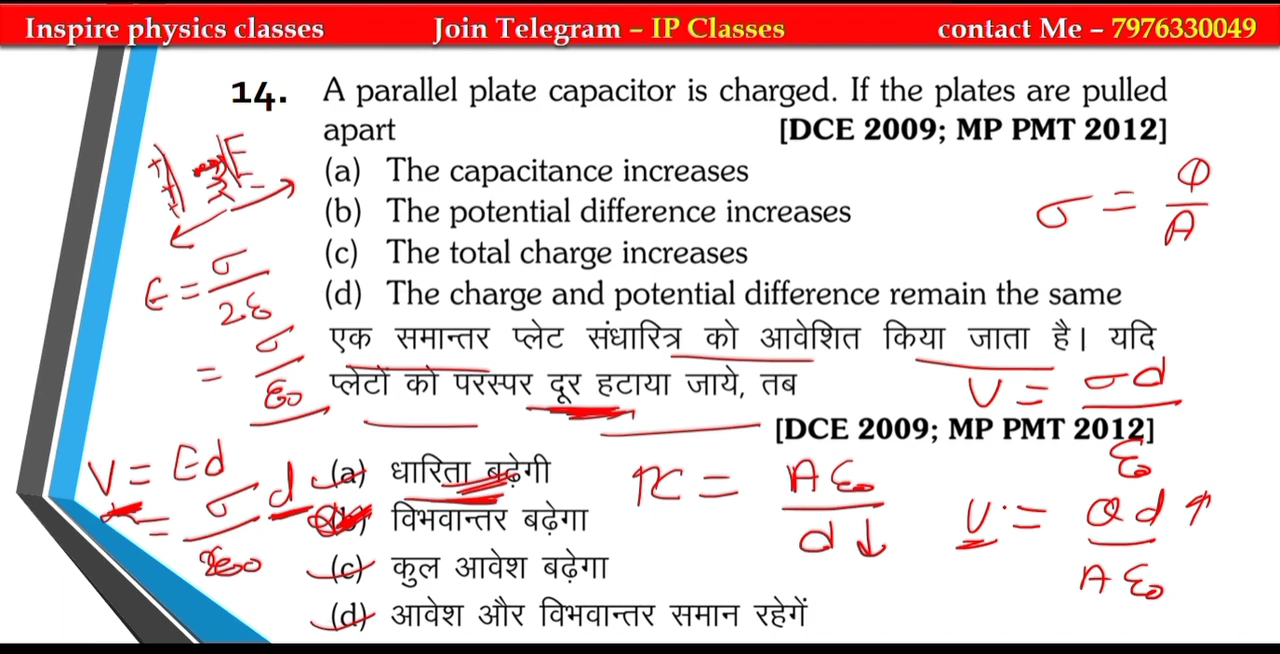 Inspire physics classes Join Telegram – IP Classes contact Me – 7976330049
14. A parallel plate capacitor is charged. If the plates are pulled
apart [DCE 2009; MP PMT 2012]
(a) The capacitance increases
(b) The potential difference increases
(c) The total charge increases
(d) The charge and potential difference remain the same
एक समान्तर प्लेट संधारित्र को आवेशित किया जाता है। यदि
प्लेटों को परस्पर दूर हटाया जाये, तब
[DCE 2009; MP PMT 2012]
(a) धारिता बढ़ेगी
(b) विभवान्तर बढ़ेगा
(c) कुल आवेश बढ़ेगा
(d) आवेश और विभवान्तर समान रहेगें
σ = Q/A
E = σ/2ε
= σ/ε₀
V = Ed
= σ d
V = σd/ε₀
C = Aε₀/d ↓
V = Qd ↑/Aε₀